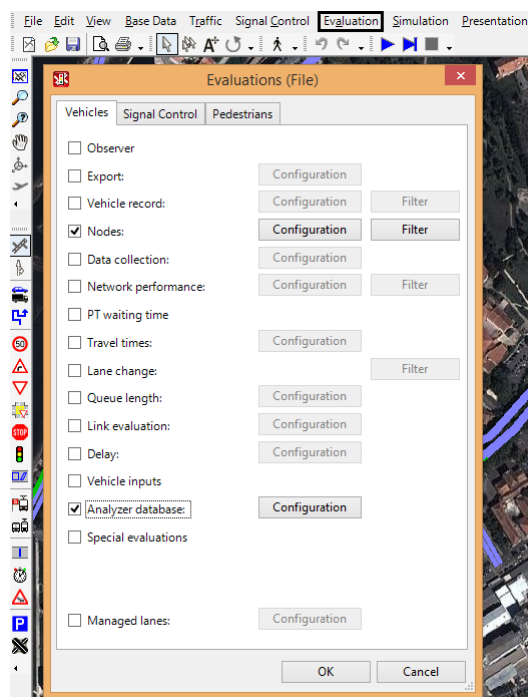 File Edit View Base Data Traffic Signal Control Evaluation Simulation Presentation
Evaluations (File)
Vehicles Signal Control Pedestrians
Observer
Export: Configuration
Vehicle record: Configuration Filter
Nodes: Configuration Filter
Data collection: Configuration
Network performance: Configuration Filter
PT waiting time
Travel times: Configuration
Lane change: Filter
Queue length: Configuration
Link evaluation: Configuration
Delay: Configuration
Vehicle inputs
Analyzer database: Configuration
Special evaluations
Managed lanes: Configuration
OK Cancel
50
STOP
P